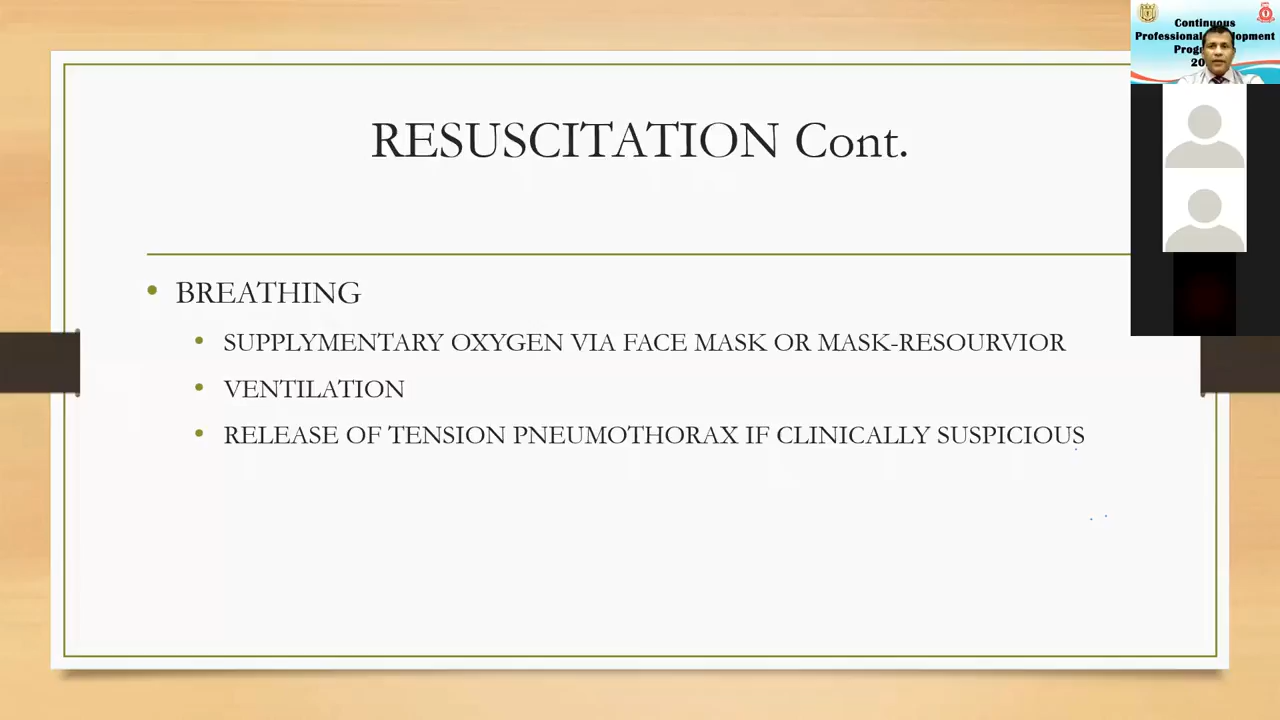 RESUSCITATION Cont.
• BREATHING
• SUPPLYMENTARY OXYGEN VIA FACE MASK OR MASK-RESOURVIOR
• VENTILATION
• RELEASE OF TENSION PNEUMOTHORAX IF CLINICALLY SUSPICIOUS
Continuous
Professional